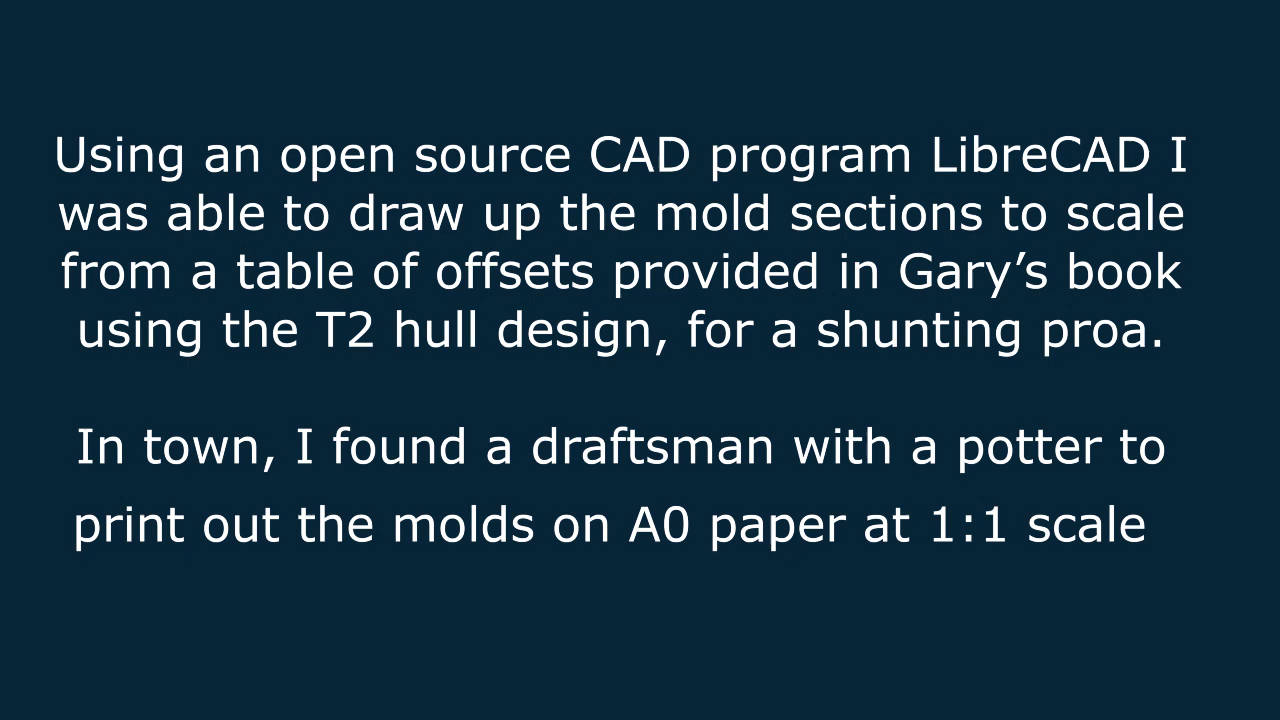 Using an open source CAD program LibreCAD I
was able to draw up the mold sections to scale
from a table of offsets provided in Gary’s book
using the T2 hull design, for a shunting proa.
In town, I found a draftsman with a potter to
print out the molds on A0 paper at 1:1 scale